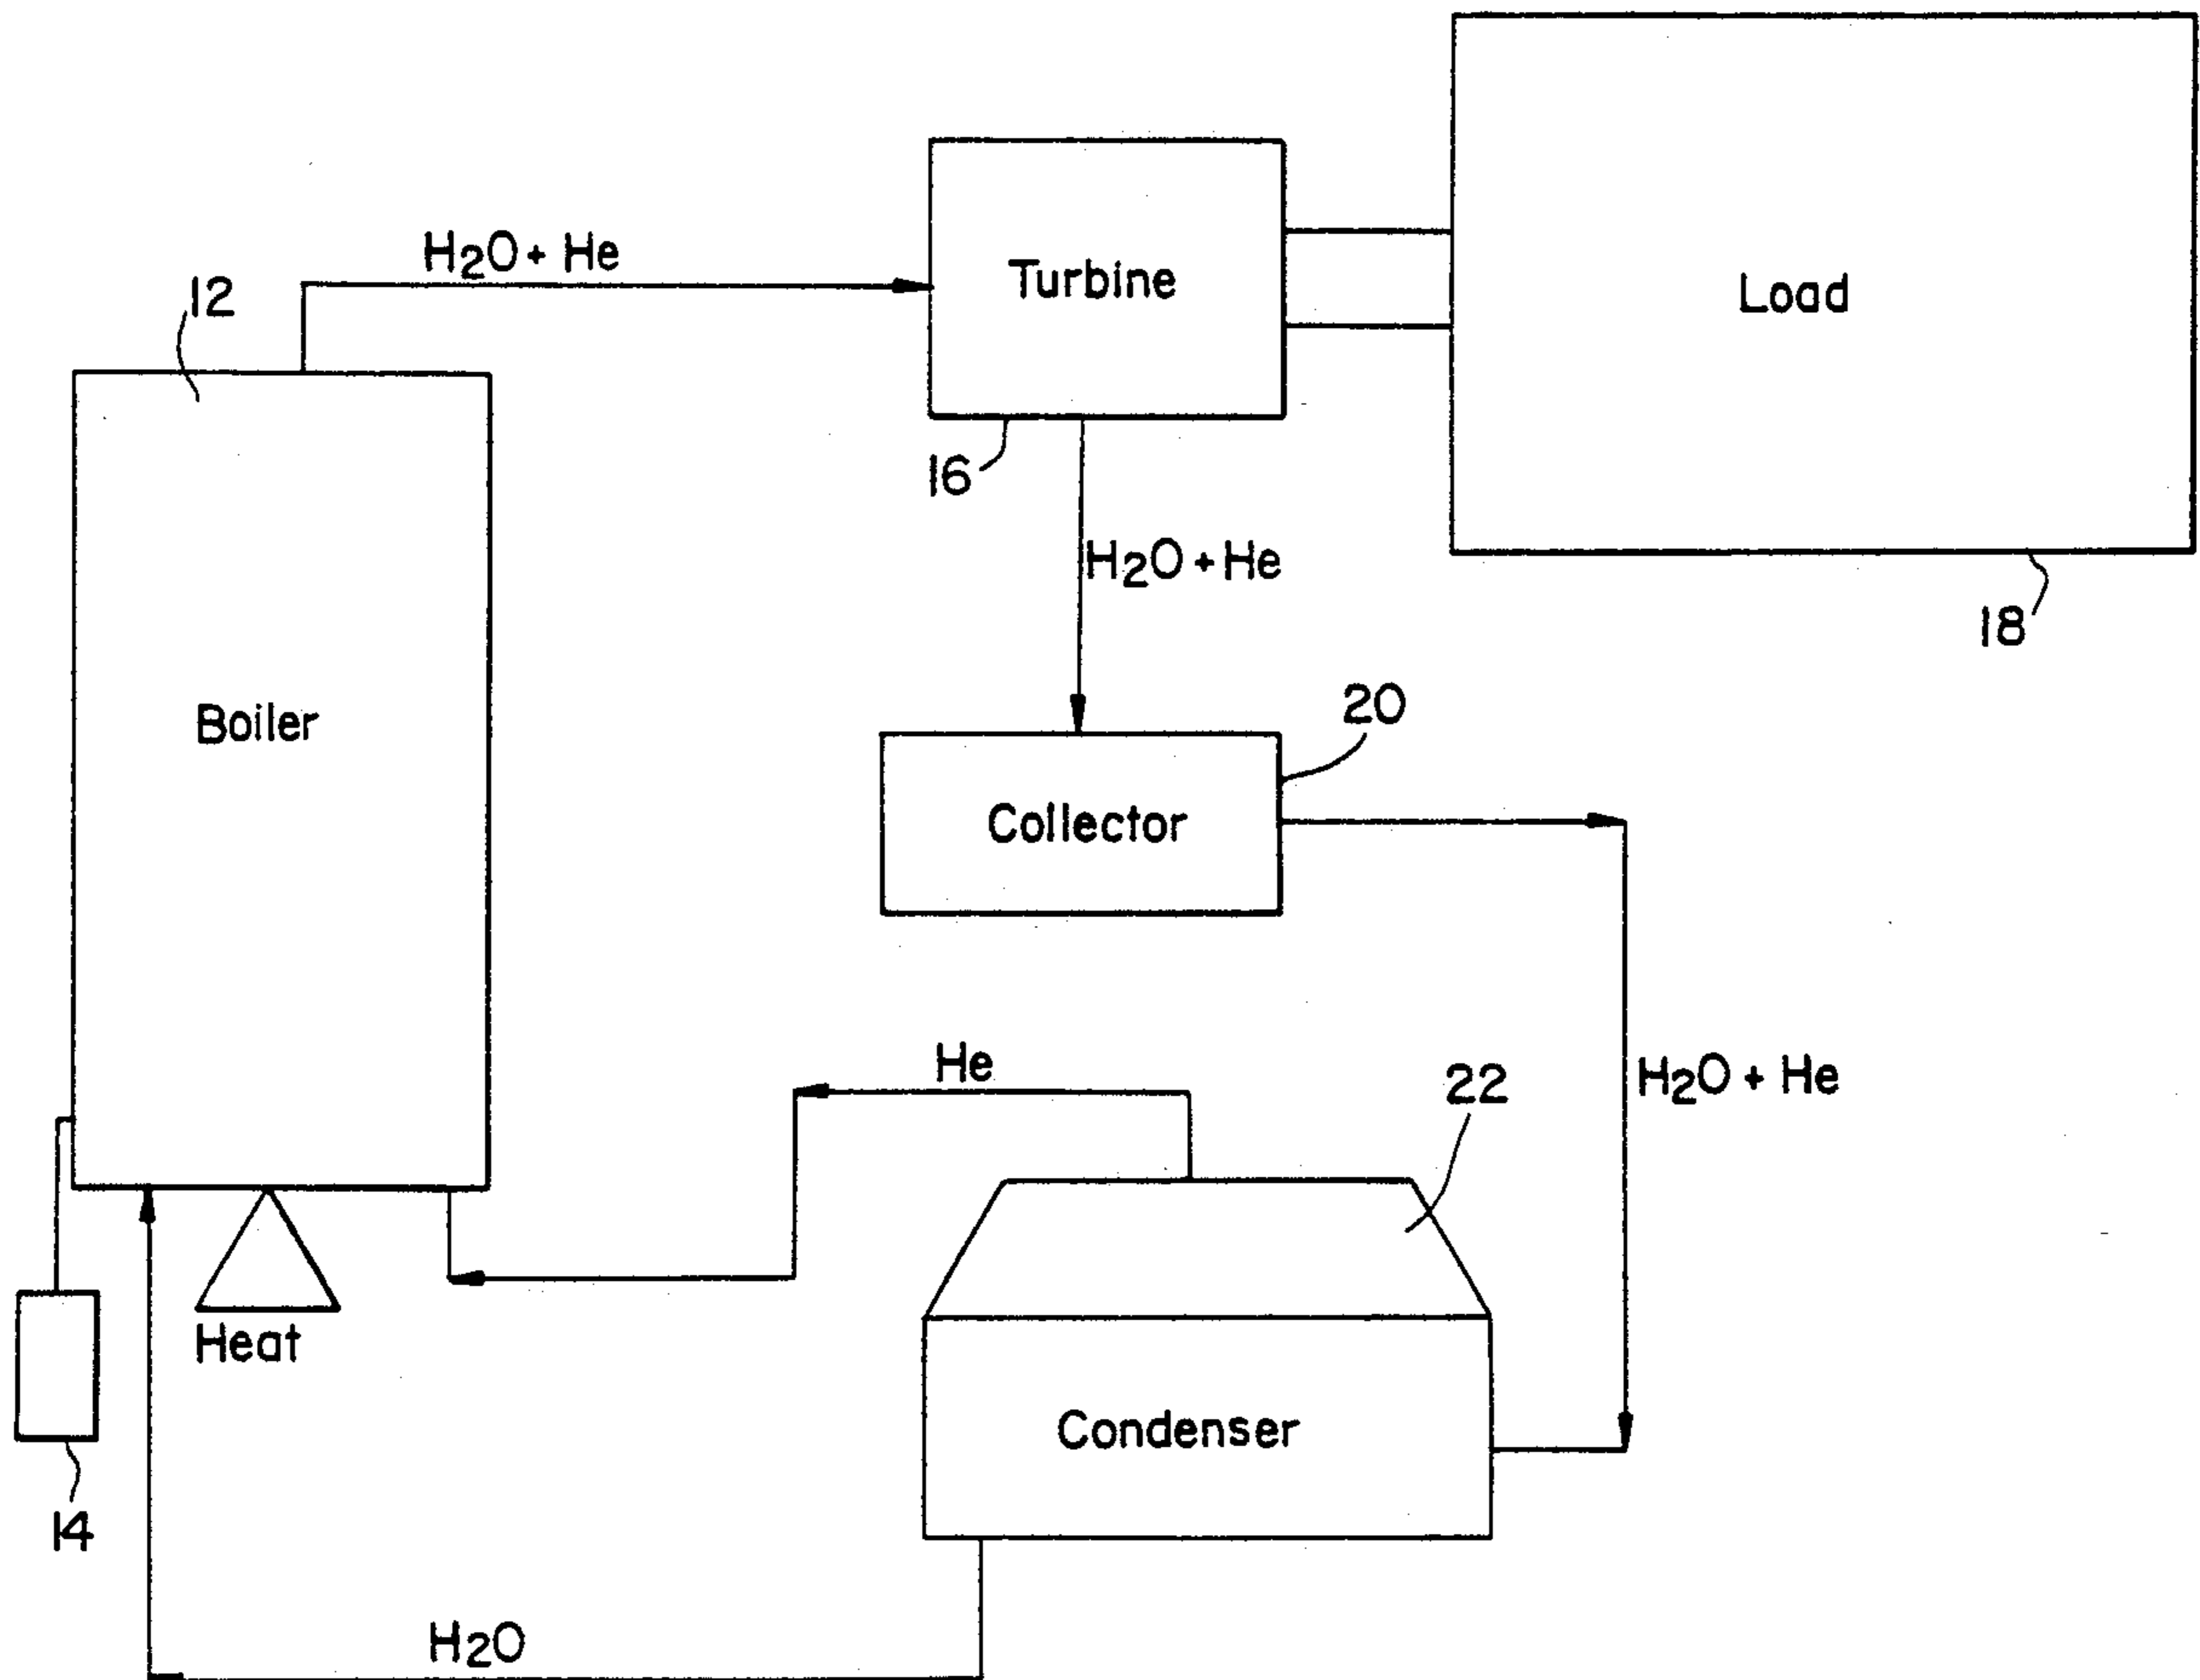 H2O + He
12
Turbine
Load
16
H2O + He
18
Boiler
20
Collector
He
22
H2O + He
Heat
Condenser
14
H2O